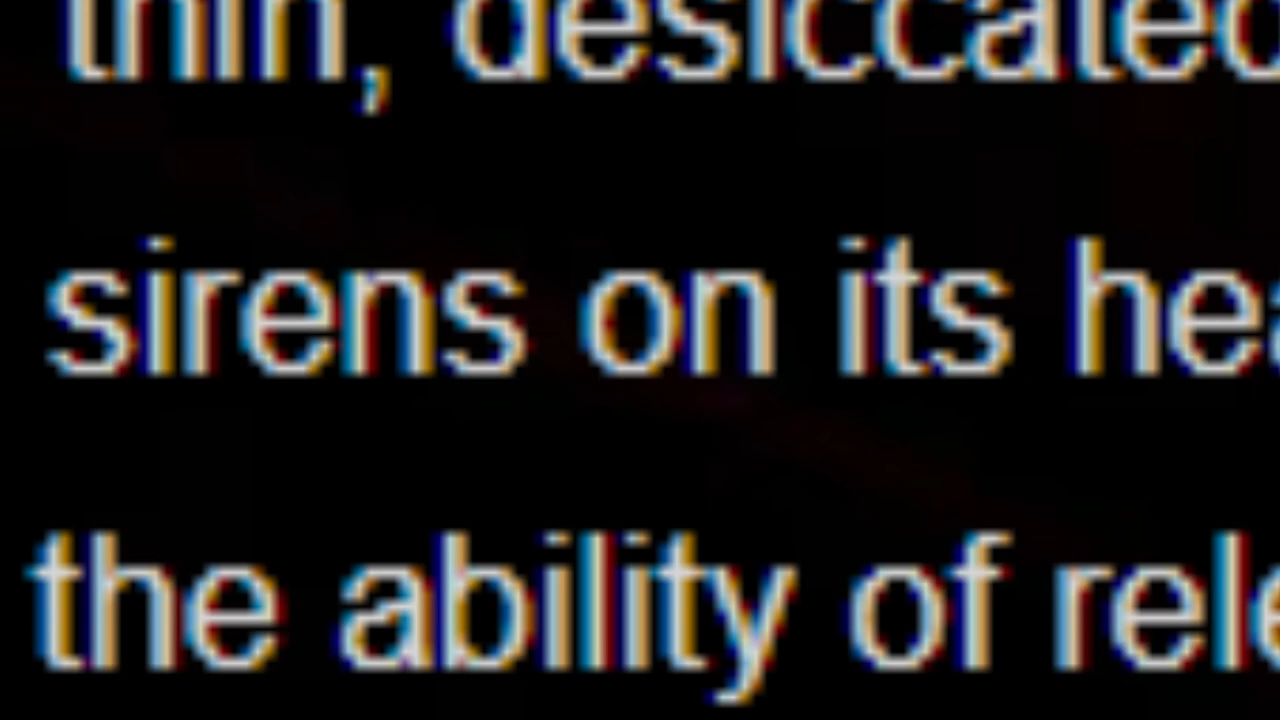 thin, desiccated
sirens on its hea
the ability of rele